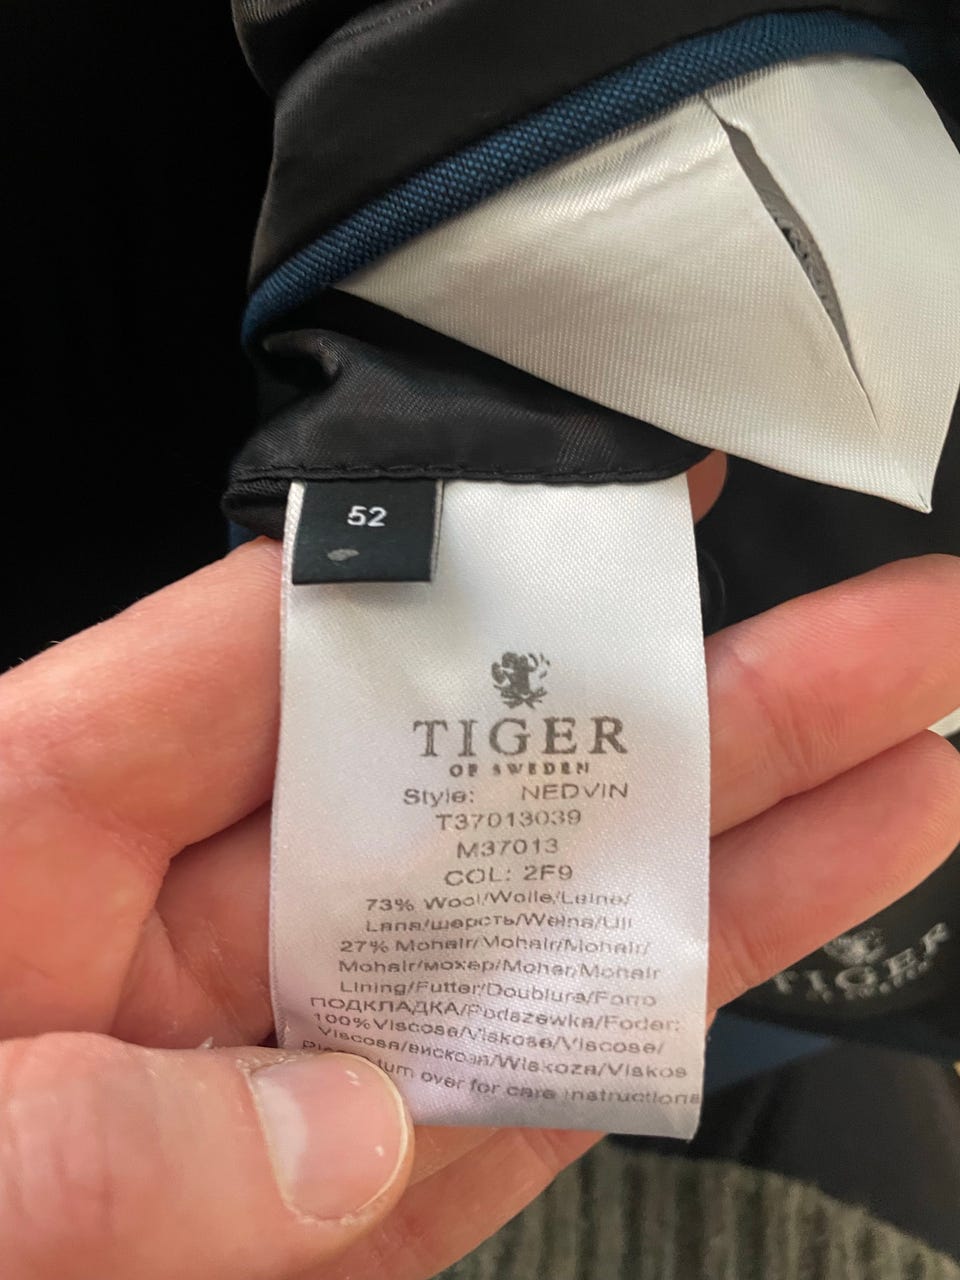 52
TIGER
OF SWEDEN
Style: NEDVIN
T37013039
M37013
COL: 2F9
73% Wool/Wolle/Laine/
Lana/шерсть/Wełna/Ull
27% Mohair/Mohair/Mohair/
Mohair/мохер/Moher/Mohair
Lining/Futter/Doublure/Forro
ПОДКЛАДКА/Podszewka/Foder:
100%Viscose/Viskose/Viscose/
Viscosa/вискоза/Wiskoza/Viskos
turn over for care instructions
TIGER